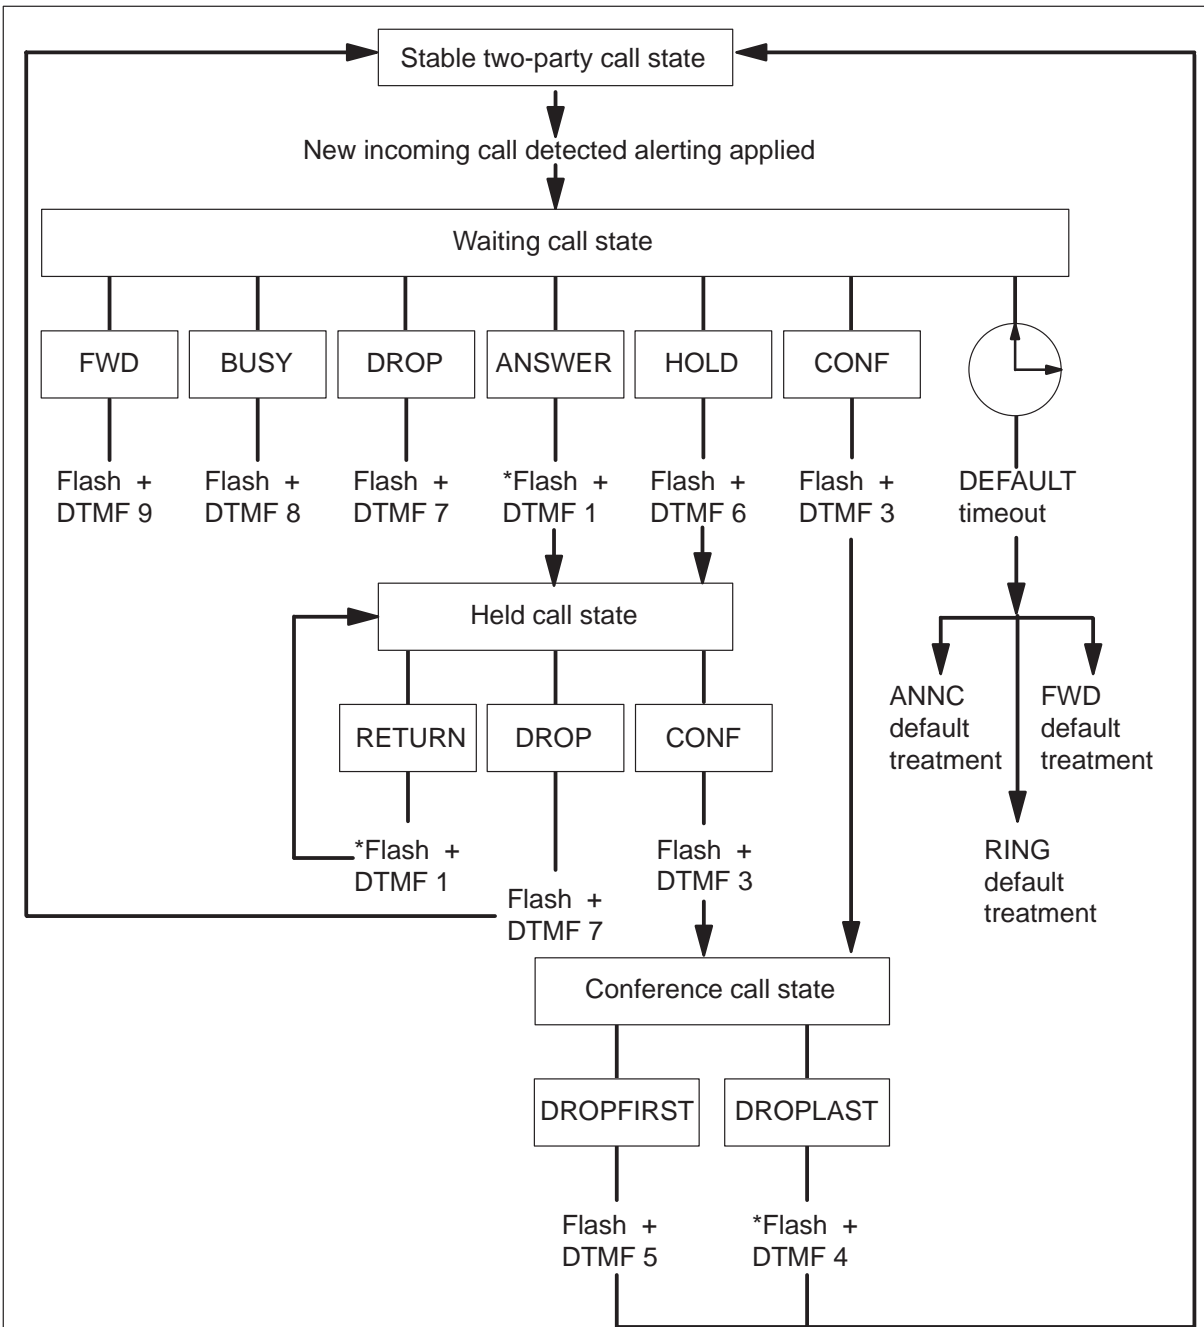 Stable two-party call state
New incoming call detected alerting applied
Waiting call state
FWD
BUSY
DROP
ANSWER
HOLD
CONF
Flash +
DTMF 9
Flash +
DTMF 8
Flash +
DTMF 7
*Flash +
DTMF 1
Flash +
DTMF 6
Flash +
DTMF 3
DEFAULT
timeout
Held call state
RETURN
DROP
CONF
ANNC
default
treatment
FWD
default
treatment
*Flash +
DTMF 1
Flash +
DTMF 7
Flash +
DTMF 3
RING
default
treatment
Conference call state
DROPFIRST
DROPLAST
Flash +
DTMF 5
*Flash +
DTMF 4